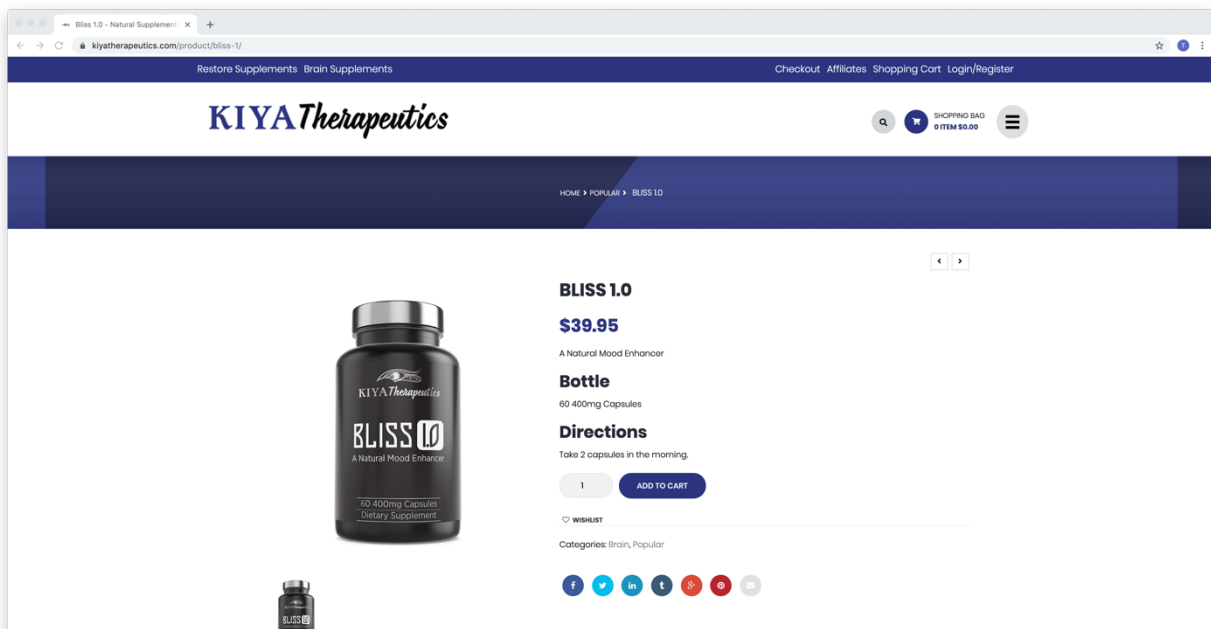 Bliss 1.0 - Natural Supplement
kiyatherapeutics.com/product/bliss-1/
T
Restore Supplements Brain Supplements
Checkout Affiliates Shopping Cart Login/Register
KIYA Therapeutics
SHOPPING BAG
0 ITEM $0.00
HOME > POPULAR > BLISS 1.0
BLISS 1.0
$39.95
A Natural Mood Enhancer
Bottle
60 400mg Capsules
Directions
Take 2 capsules in the morning.
1
ADD TO CART
WISHLIST
Categories: Brain, Popular
KIYA Therapeutics
BLISS 1.0
A Natural Mood Enhancer
60 400mg Capsules
Dietary Supplement
BLISS 1.0